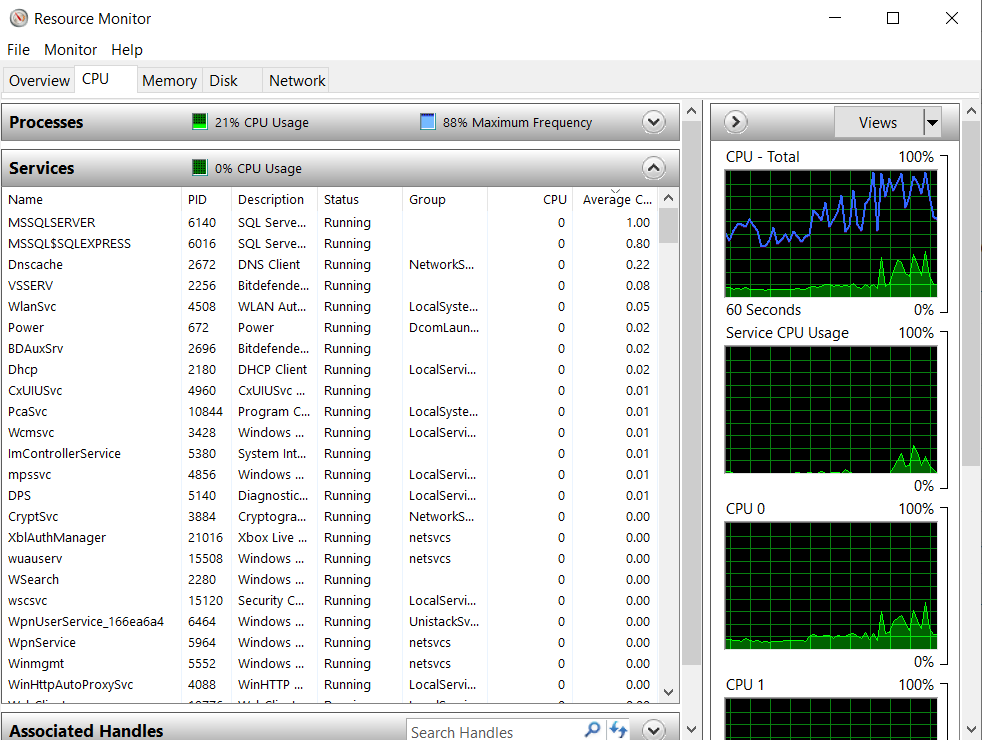 Resource Monitor
File Monitor Help
Overview CPU Memory Disk Network
Processes 21% CPU Usage 88% Maximum Frequency
Services 0% CPU Usage
Name PID Description Status Group CPU Average C...
MSSQLSERVER 6140 SQL Serve... Running 0 1.00
MSSQL$SQLEXPRESS 6016 SQL Serve... Running 0 0.80
Dnscache 2672 DNS Client Running NetworkS... 0 0.22
VSSERV 2256 Bitdefende... Running 0 0.08
WlanSvc 4508 WLAN Aut... Running LocalSyste... 0 0.05
Power 672 Power Running DcomLaun... 0 0.02
BDAuxSrv 2696 Bitdefende... Running 0 0.02
Dhcp 2180 DHCP Client Running LocalServi... 0 0.02
CxUIUSvc 4960 CxUIUSvc ... Running 0 0.01
PcaSvc 10844 Program C... Running LocalSyste... 0 0.01
Wcmsvc 3428 Windows ... Running LocalServi... 0 0.01
ImControllerService 5380 System Int... Running 0 0.01
mpssvc 4856 Windows ... Running LocalServi... 0 0.01
DPS 5140 Diagnostic... Running LocalServi... 0 0.01
CryptSvc 3884 Cryptogra... Running NetworkS... 0 0.00
XblAuthManager 21016 Xbox Live ... Running netsvcs 0 0.00
wuauserv 15508 Windows ... Running netsvcs 0 0.00
WSearch 2280 Windows ... Running 0 0.00
wscsvc 15120 Security C... Running LocalServi... 0 0.00
WpnUserService_166ea6a4 6464 Windows ... Running UnistackSv... 0 0.00
WpnService 5964 Windows ... Running netsvcs 0 0.00
Winmgmt 5552 Windows ... Running netsvcs 0 0.00
WinHttpAutoProxySvc 4088 WinHTTP ... Running LocalServi... 0 0.00
Associated Handles Search Handles
Views
CPU - Total 100%
60 Seconds 0%
Service CPU Usage 100%
0%
CPU 0 100%
0%
CPU 1 100%